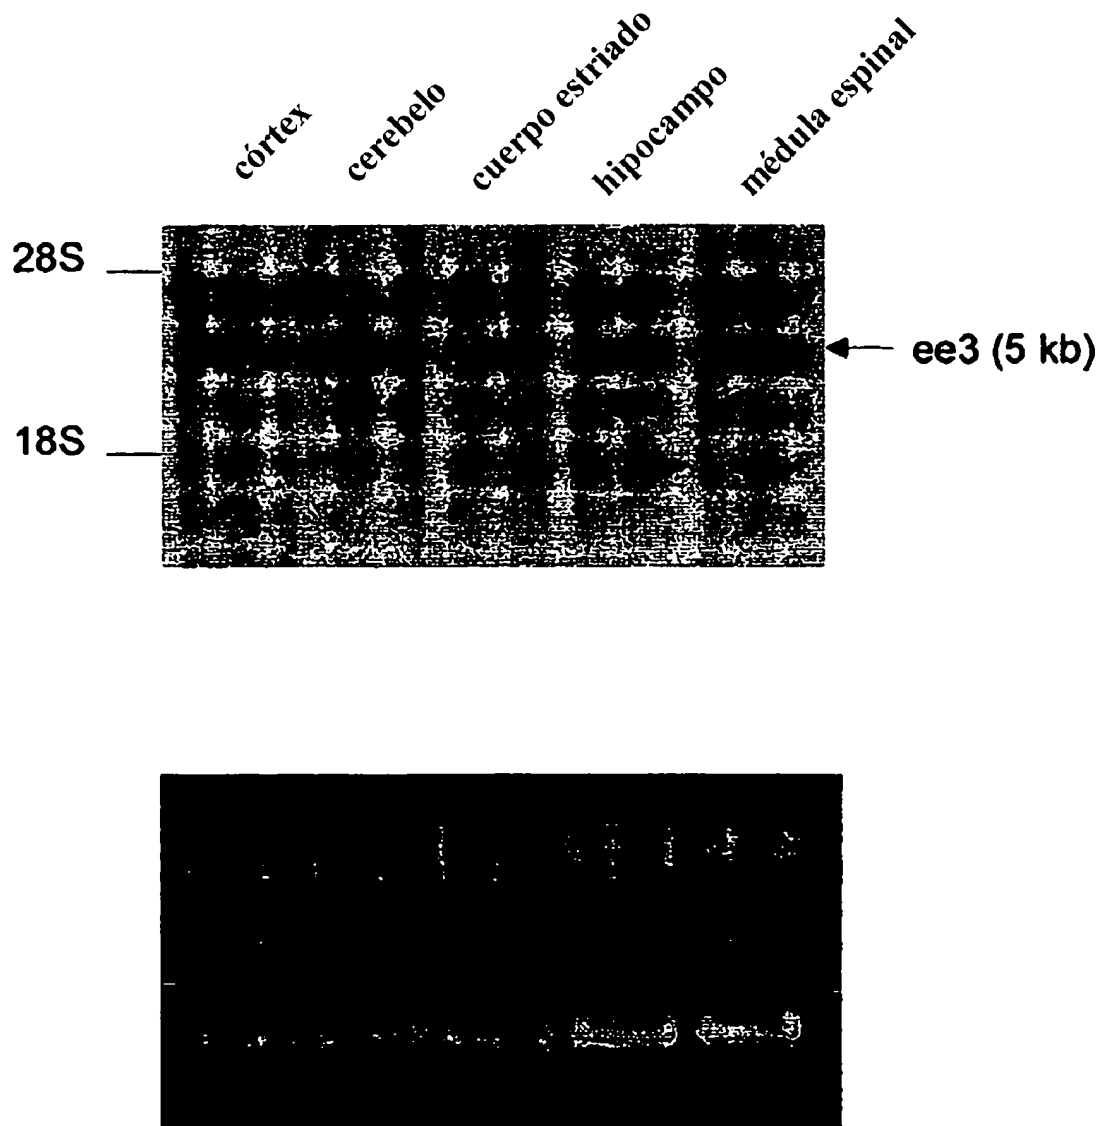 córtex
cerebelo
cuerpo estriado
hipocampo
médula espinal
28S
ee3 (5 kb)
18S